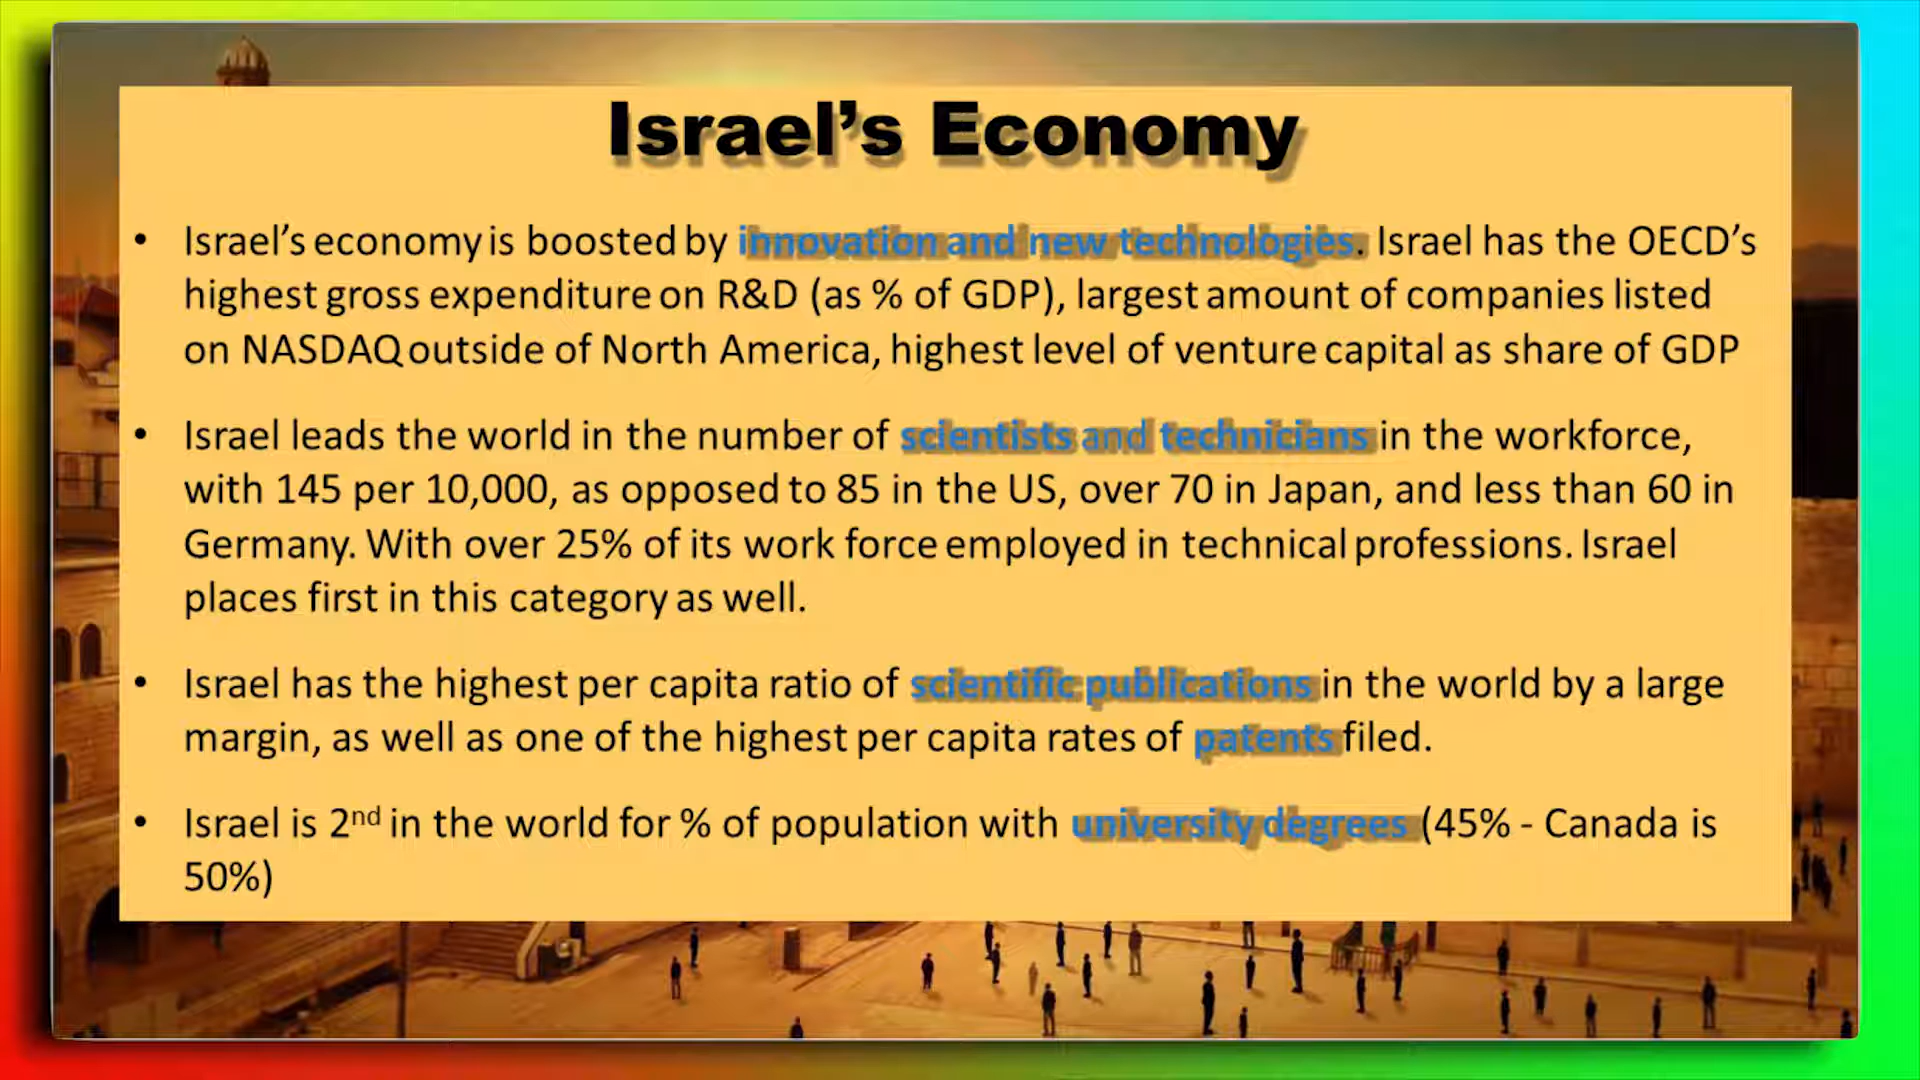 Israel’s Economy
• Israel’s economy is boosted by innovation and new technologies. Israel has the OECD’s
highest gross expenditure on R&D (as % of GDP), largest amount of companies listed
on NASDAQ outside of North America, highest level of venture capital as share of GDP
• Israel leads the world in the number of scientists and technicians in the workforce,
with 145 per 10,000, as opposed to 85 in the US, over 70 in Japan, and less than 60 in
Germany. With over 25% of its work force employed in technical professions. Israel
places first in this category as well.
• Israel has the highest per capita ratio of scientific publications in the world by a large
margin, as well as one of the highest per capita rates of patents filed.
• Israel is 2nd in the world for % of population with university degrees (45% - Canada is
50%)